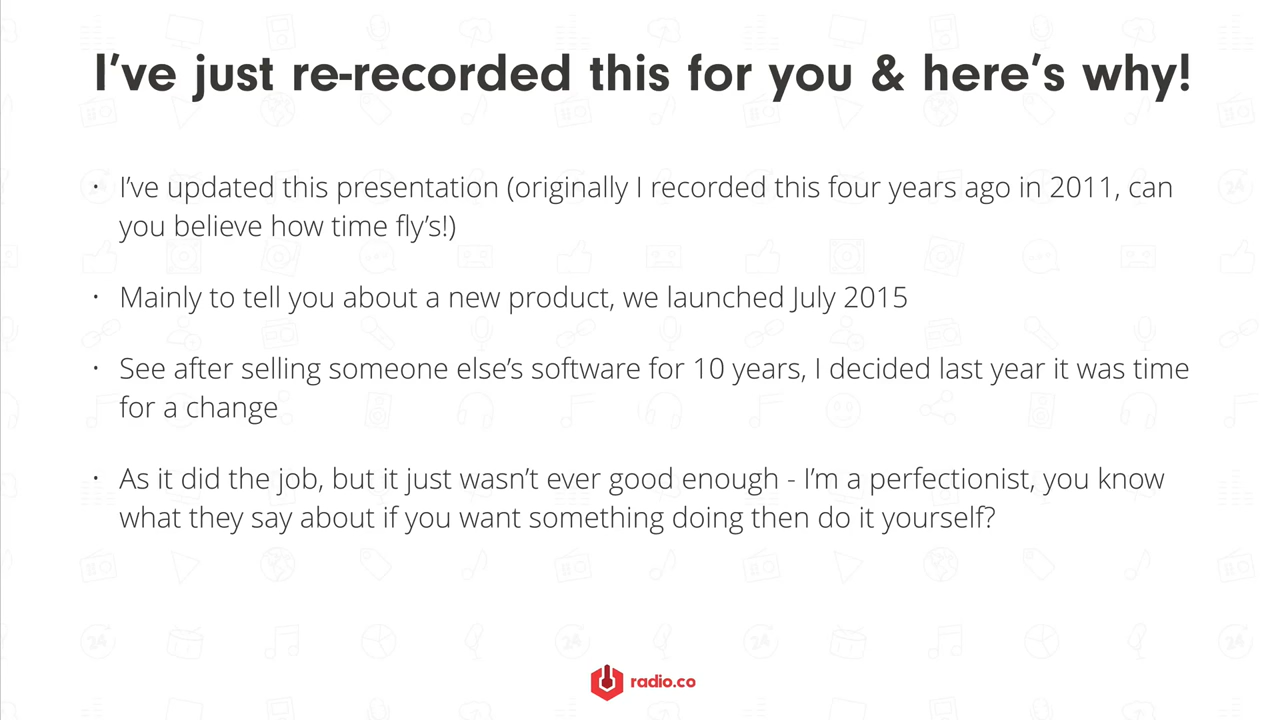 I've just re-recorded this for you & here's why!
• I've updated this presentation (originally I recorded this four years ago in 2011, can
you believe how time fly's!)
• Mainly to tell you about a new product, we launched July 2015
• See after selling someone else's software for 10 years, I decided last year it was time
for a change
• As it did the job, but it just wasn't ever good enough - I'm a perfectionist, you know
what they say about if you want something doing then do it yourself?
radio.co